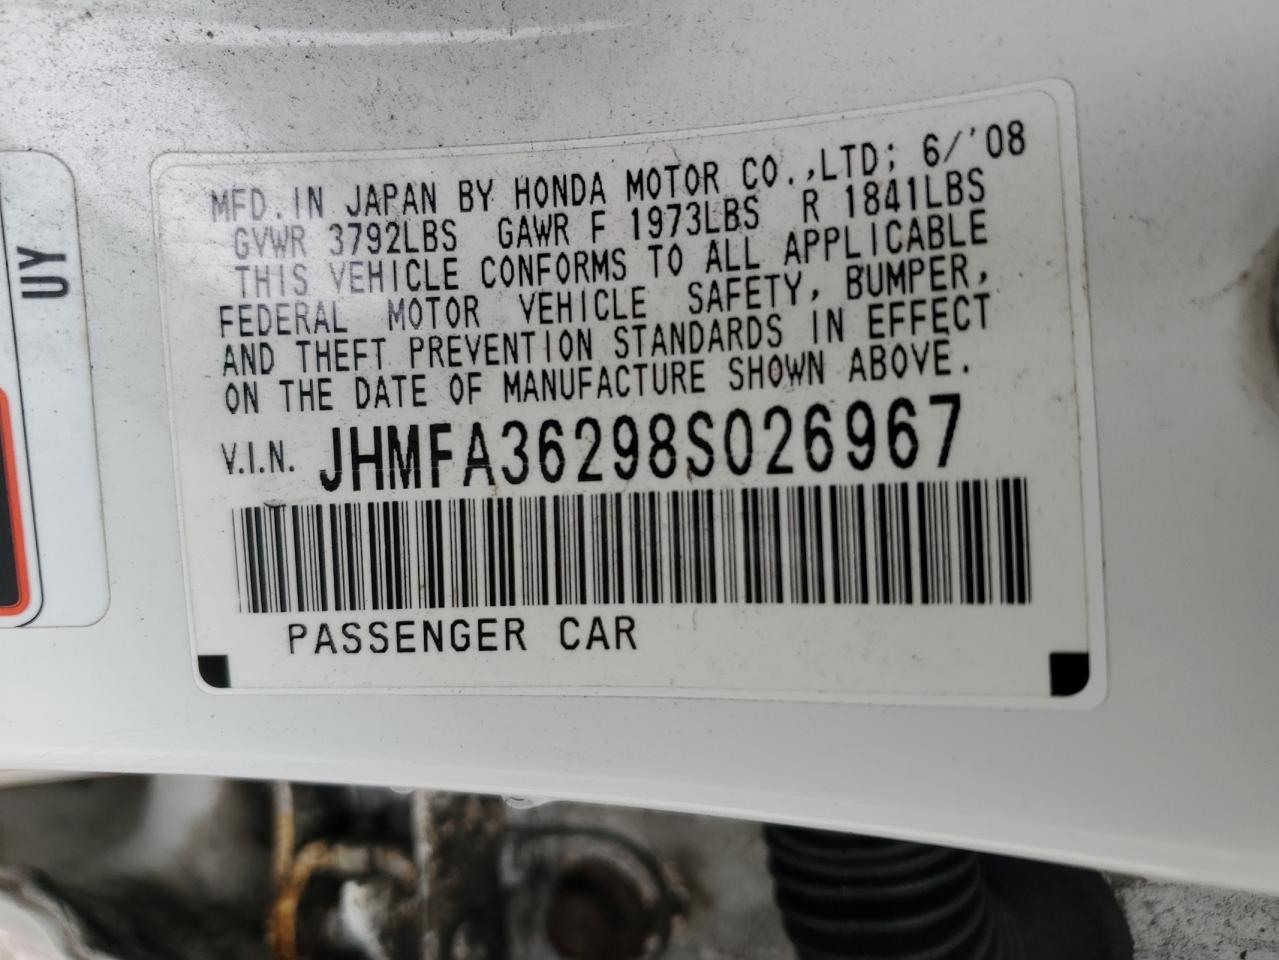 UY
MFD. IN JAPAN BY HONDA MOTOR CO.,LTD; 6/'08
GVWR 3792LBS GAWR F 1973LBS R 1841LBS
THIS VEHICLE CONFORMS TO ALL APPLICABLE
FEDERAL MOTOR VEHICLE SAFETY, BUMPER,
AND THEFT PREVENTION STANDARDS IN EFFECT
ON THE DATE OF MANUFACTURE SHOWN ABOVE.
V.I.N. JHMFA36298S026967
PASSENGER CAR